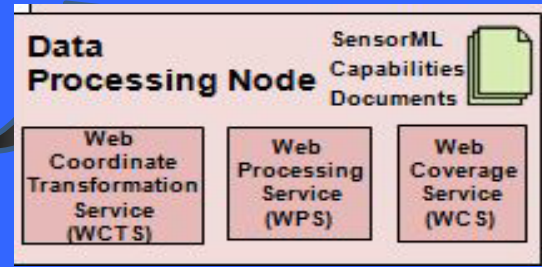 Data
Processing Node
SensorML
Capabilities
Documents
Web
Coordinate
Transformation
Service
(WCTS)
Web
Processing
Service
(WPS)
Web
Coverage
Service
(WCS)